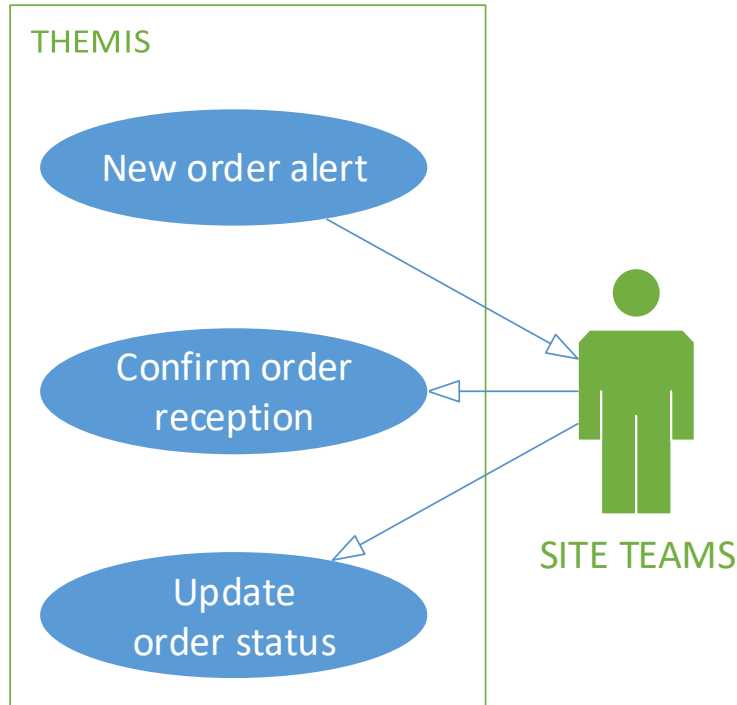 THEMIS
New order alert
Confirm order
reception
Update
order status
SITE TEAMS